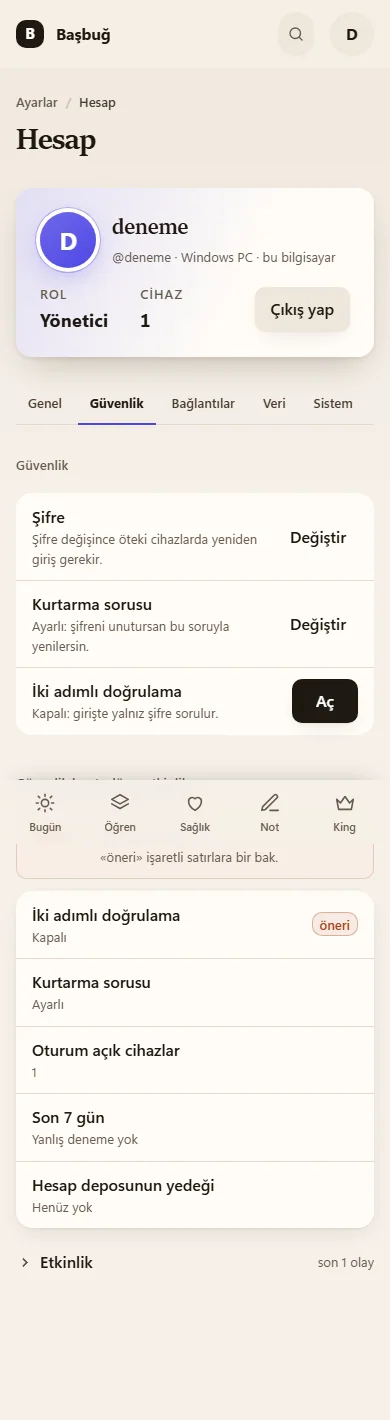 B Başbuğ D
Ayarlar / Hesap
Hesap
D
deneme
@deneme · Windows PC · bu bilgisayar
ROL CİHAZ
Yönetici 1 Çıkış yap
Genel Güvenlik Bağlantılar Veri Sistem
Güvenlik
Şifre
Şifre değişince öteki cihazlarda yeniden
giriş gerekir.
Değiştir
Kurtarma sorusu
Ayarlı: şifreni unutursan bu soruyla
yenilersin.
Değiştir
İki adımlı doğrulama
Kapalı: girişte yalnız şifre sorulur.
Aç
Bugün Öğren Sağlık Not King
«öneri» işaretli satırlara bir bak.
İki adımlı doğrulama
Kapalı
öneri
Kurtarma sorusu
Ayarlı
Oturum açık cihazlar
1
Son 7 gün
Yanlış deneme yok
Hesap deposunun yedeği
Henüz yok
Etkinlik son 1 olay